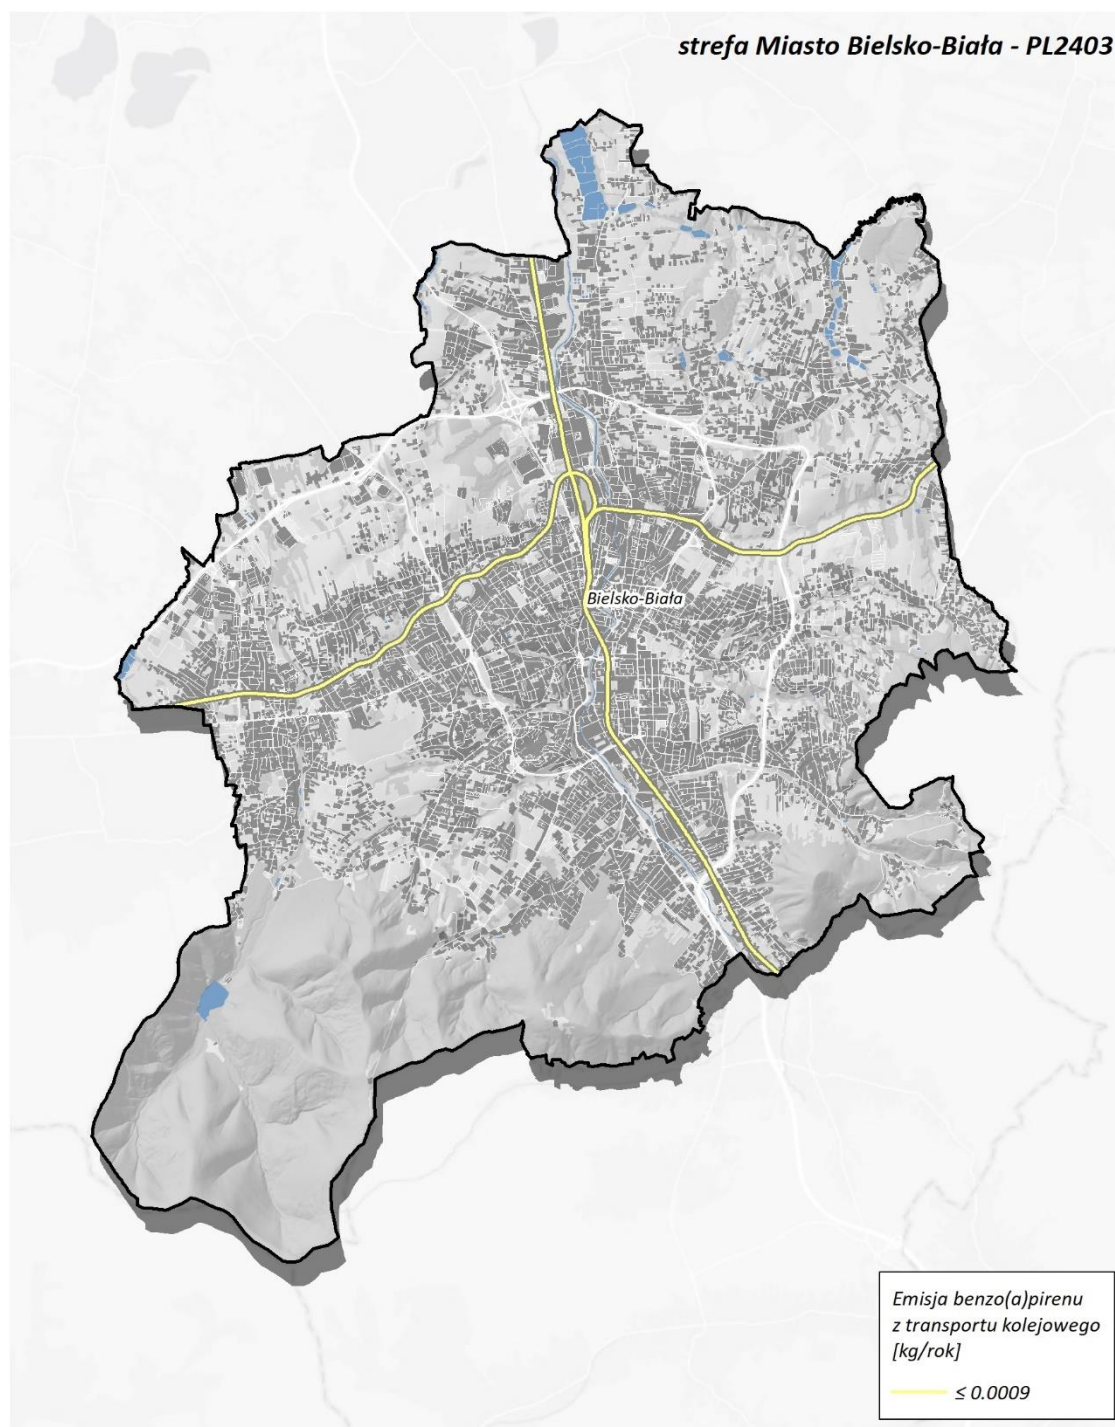 strefa Miasto Bielsko-Biała - PL2403
Bielsko-Biała
Emisja benzo(a)pirenu
z transportu kolejowego
[kg/rok]
≤ 0.0009